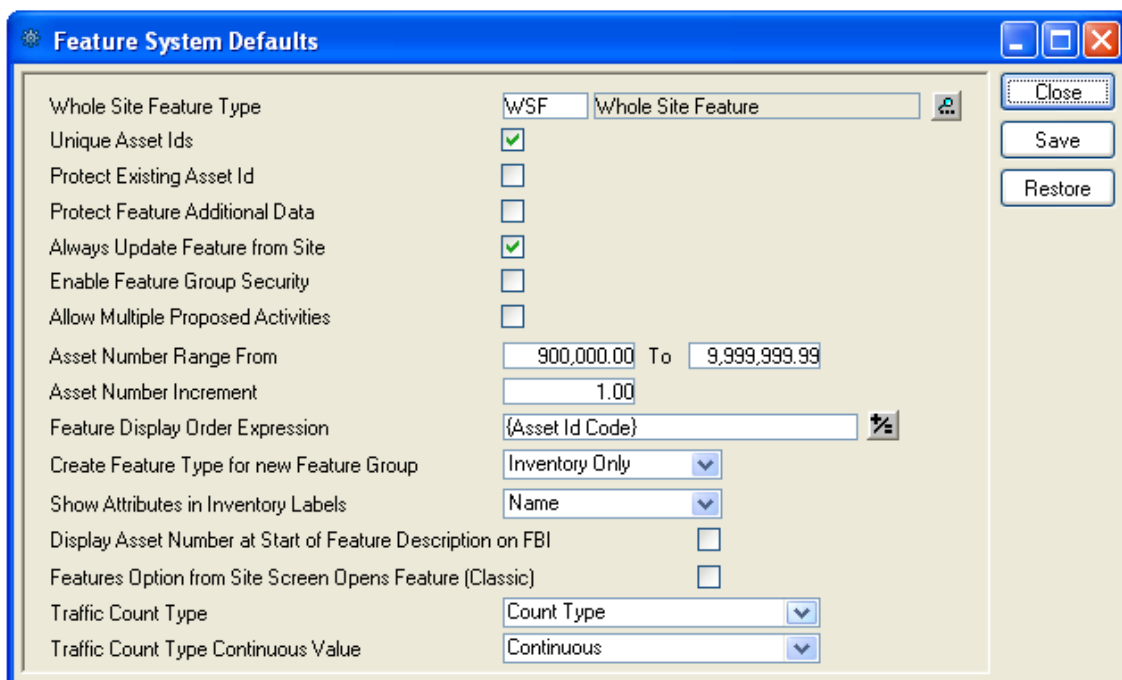 Feature System Defaults
Whole Site Feature Type WSF Whole Site Feature Close
Unique Asset Ids Save
Protect Existing Asset Id Restore
Protect Feature Additional Data
Always Update Feature from Site
Enable Feature Group Security
Allow Multiple Proposed Activities
Asset Number Range From 900,000.00 To 9,999,999.99
Asset Number Increment 1.00
Feature Display Order Expression {Asset Id Code}
Create Feature Type for new Feature Group Inventory Only
Show Attributes in Inventory Labels Name
Display Asset Number at Start of Feature Description on FBI
Features Option from Site Screen Opens Feature (Classic)
Traffic Count Type Count Type
Traffic Count Type Continuous Value Continuous